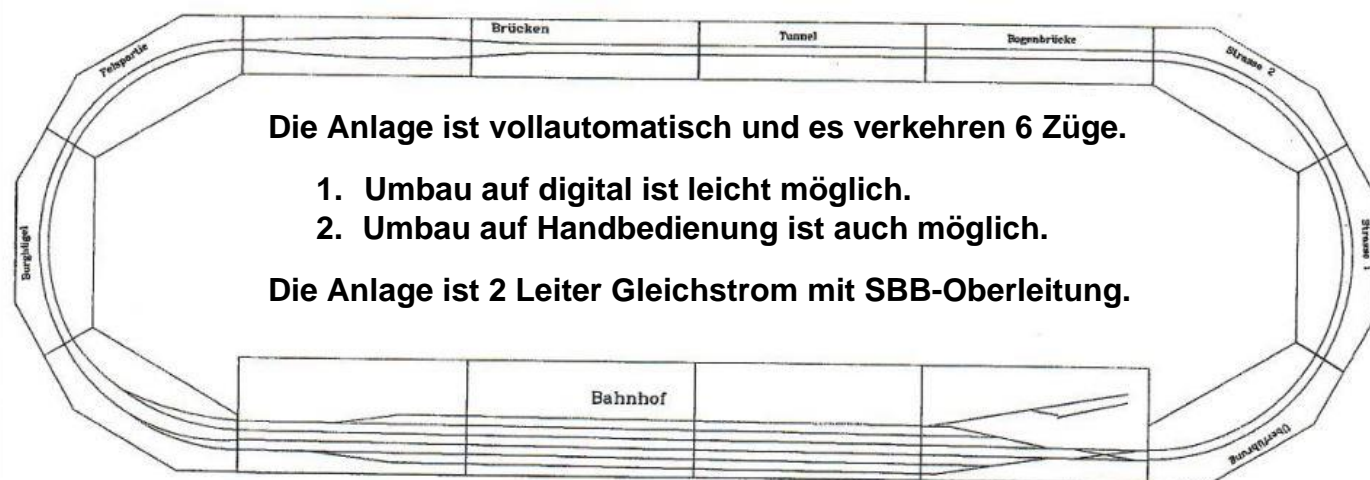 Brücken
Tunnel
Bogenbrücke
Strasse 2
Felspartie
Die Anlage ist vollautomatisch und es verkehren 6 Züge.
1. Umbau auf digital ist leicht möglich.
2. Umbau auf Handbedienung ist auch möglich.
Burghügel
Strasse 1
Die Anlage ist 2 Leiter Gleichstrom mit SBB-Oberleitung.
Bahnhof
Überführung